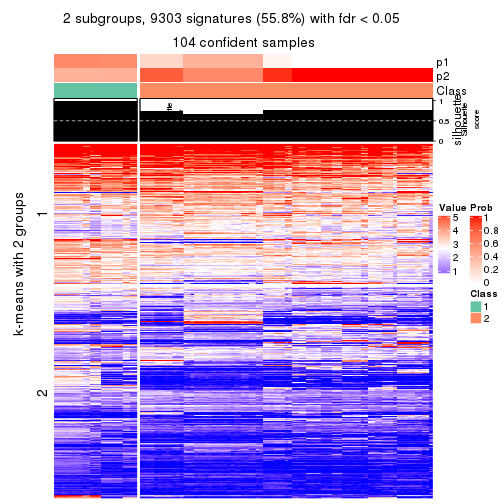 2 subgroups, 9303 signatures (55.8%) with fdr < 0.05
104 confident samples
p1
p2
Class
1
0.5
0
silhouette
Silhouette
score
k-means with 2 groups
1
2
Value
5
4
3
2
1
Prob
1
0.8
0.6
0.4
0.2
0
Class
1
2